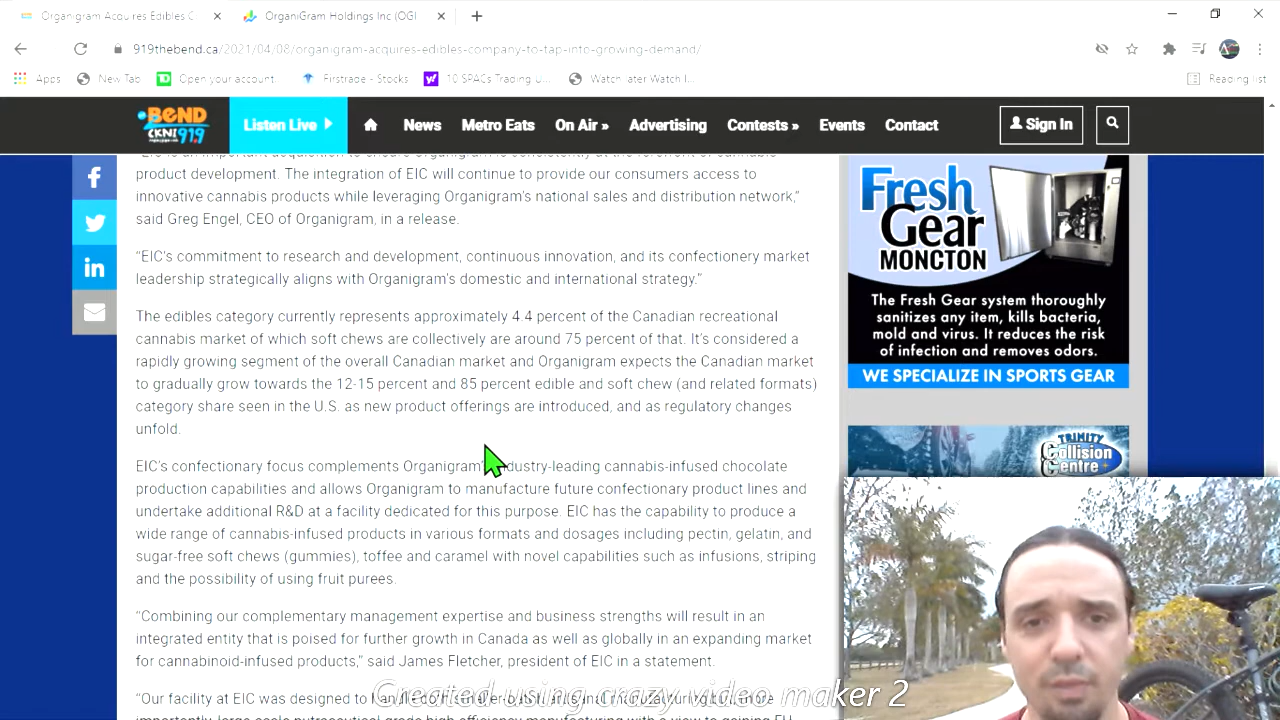 Organigram Acquires Edibles C
OrganiGram Holdings Inc (OGI
919thebend.ca/2021/04/08/organigram-acquires-edibles-company-to-tap-into-growing-demand/
Apps New Tab Open your account Firstrade - Stocks 10 SPACs Trading u... Watch later Watch l... Reading list
BEND
CKNI 91.9
Listen Live News Metro Eats On Air » Advertising Contests » Events Contact Sign In
product development. The integration of EIC will continue to provide our consumers access to
innovative cannabis products while leveraging Organigram's national sales and distribution network,"
said Greg Engel, CEO of Organigram, in a release.
"EIC's commitment to research and development, continuous innovation, and its confectionery market
leadership strategically aligns with Organigram's domestic and international strategy."
The edibles category currently represents approximately 4.4 percent of the Canadian recreational
cannabis market of which soft chews are collectively are around 75 percent of that. It's considered a
rapidly growing segment of the overall Canadian market and Organigram expects the Canadian market
to gradually grow towards the 12-15 percent and 85 percent edible and soft chew (and related formats)
category share seen in the U.S. as new product offerings are introduced, and as regulatory changes
unfold.
EIC's confectionary focus complements Organigram industry-leading cannabis-infused chocolate
production capabilities and allows Organigram to manufacture future confectionary product lines and
undertake additional R&D at a facility dedicated for this purpose. EIC has the capability to produce a
wide range of cannabis-infused products in various formats and dosages including pectin, gelatin, and
sugar-free soft chews (gummies), toffee and caramel with novel capabilities such as infusions, striping
and the possibility of using fruit purees.
"Combining our complementary management expertise and business strengths will result in an
integrated entity that is poised for further growth in Canada as well as globally in an expanding market
for cannabinoid-infused products," said James Fletcher, president of EIC in a statement.
"Our facility at EIC was designed to
Fresh
Gear
MONCTON
The Fresh Gear system thoroughly
sanitizes any item, kills bacteria,
mold and virus. It reduces the risk
of infection and removes odors.
WE SPECIALIZE IN SPORTS GEAR
TRINITY
Collision
Centre
Created using crazy video maker 2